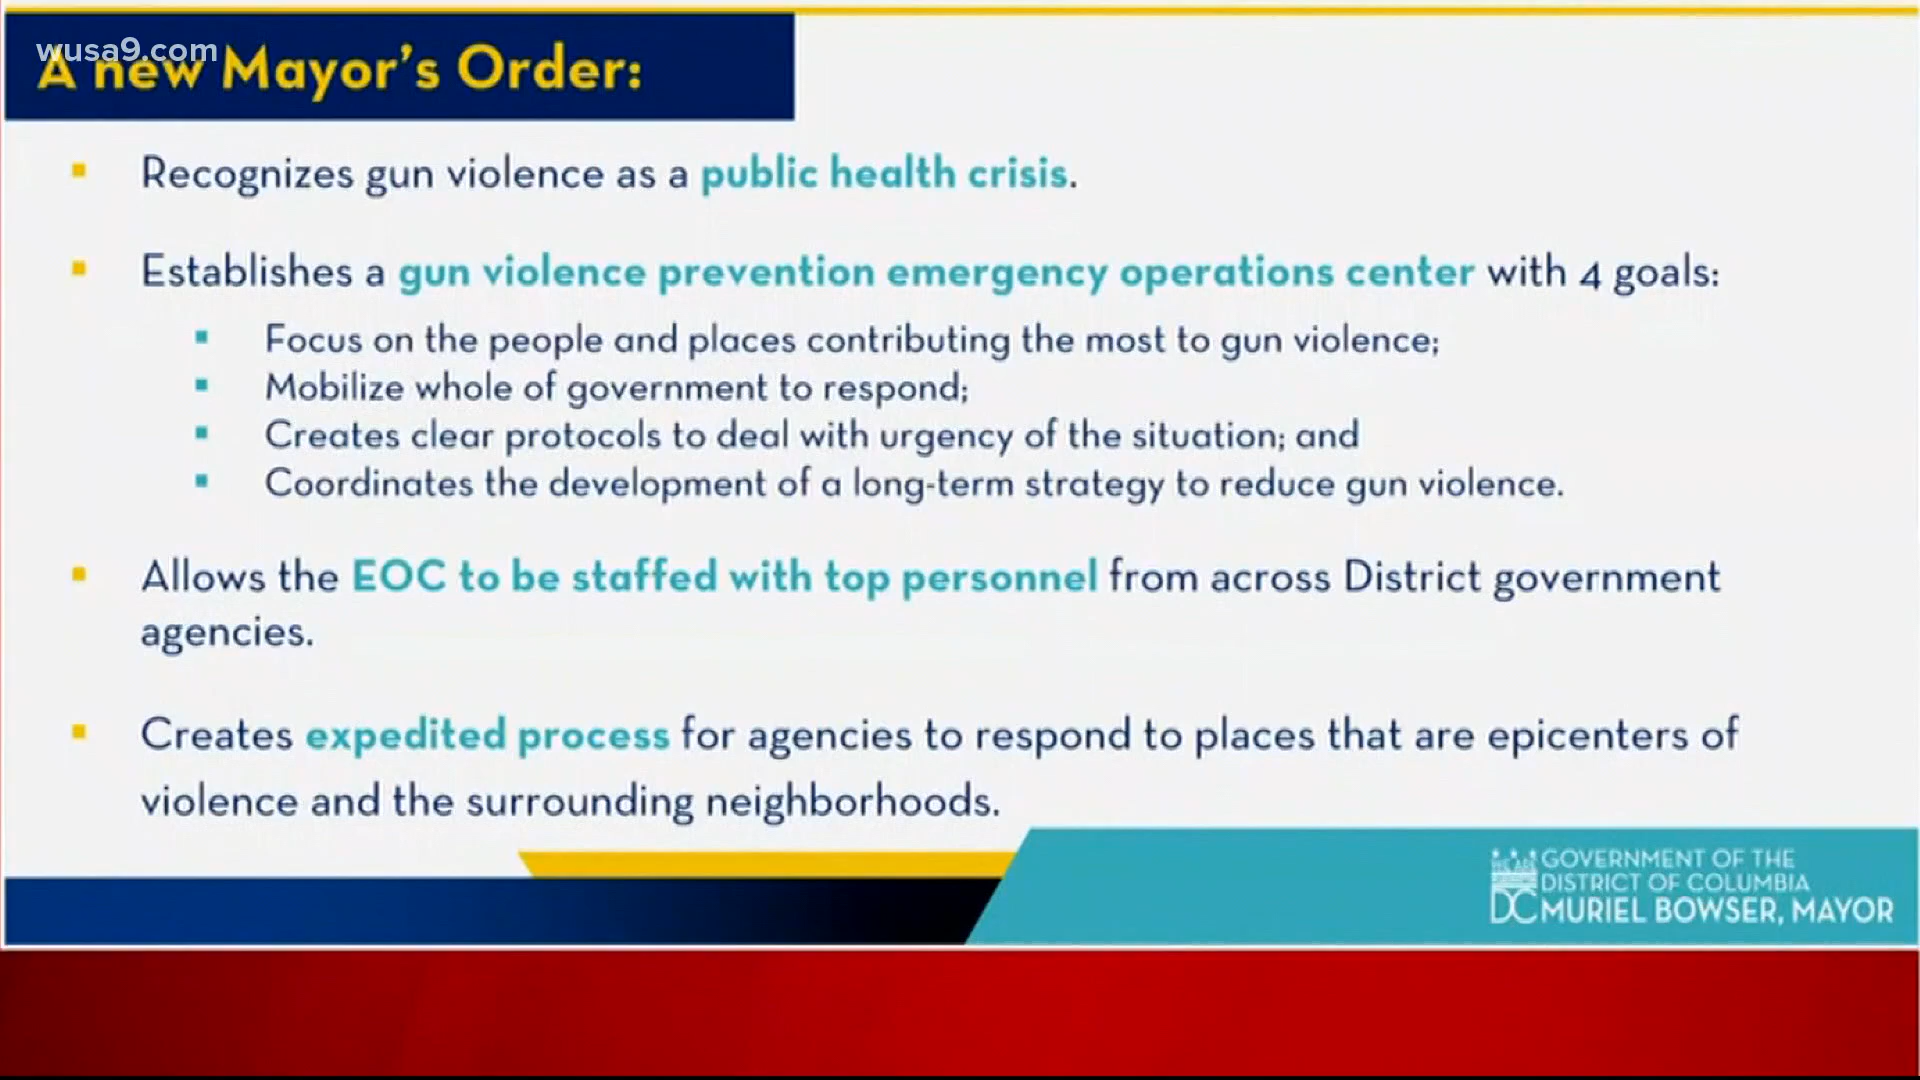 wusa9.com
A new Mayor's Order:
Recognizes gun violence as a public health crisis.
Establishes a gun violence prevention emergency operations center with 4 goals:
Focus on the people and places contributing the most to gun violence;
Mobilize whole of government to respond;
Creates clear protocols to deal with urgency of the situation; and
Coordinates the development of a long-term strategy to reduce gun violence.
Allows the EOC to be staffed with top personnel from across District government
agencies.
Creates expedited process for agencies to respond to places that are epicenters of
violence and the surrounding neighborhoods.
WE ARE
DC
GOVERNMENT OF THE
DISTRICT OF COLUMBIA
MURIEL BOWSER, MAYOR